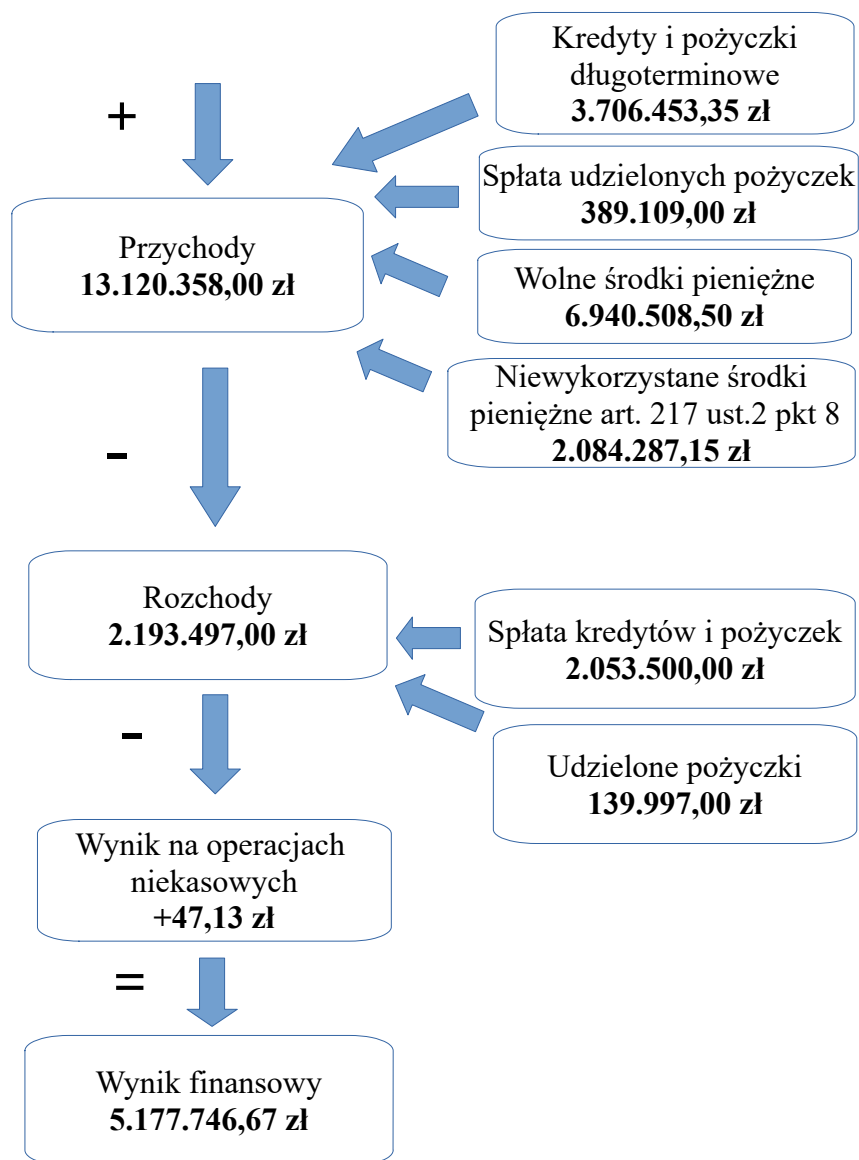 +
Kredyty i pożyczki
długoterminowe
3.706.453,35 zł
Spłata udzielonych pożyczek
389.109,00 zł
Przychody
13.120.358,00 zł
Wolne środki pieniężne
6.940.508,50 zł
Niewykorzystane środki
pieniężne art. 217 ust.2 pkt 8
2.084.287,15 zł
-
Rozchody
2.193.497,00 zł
Spłata kredytów i pożyczek
2.053.500,00 zł
-
Udzielone pożyczki
139.997,00 zł
Wynik na operacjach
niekasowych
+47,13 zł
=
Wynik finansowy
5.177.746,67 zł